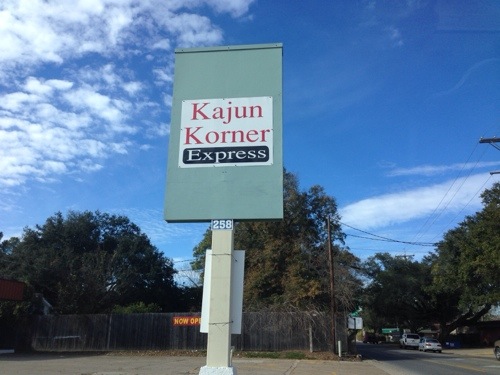 Kajun
Korner
Express
258
NOW OPEN